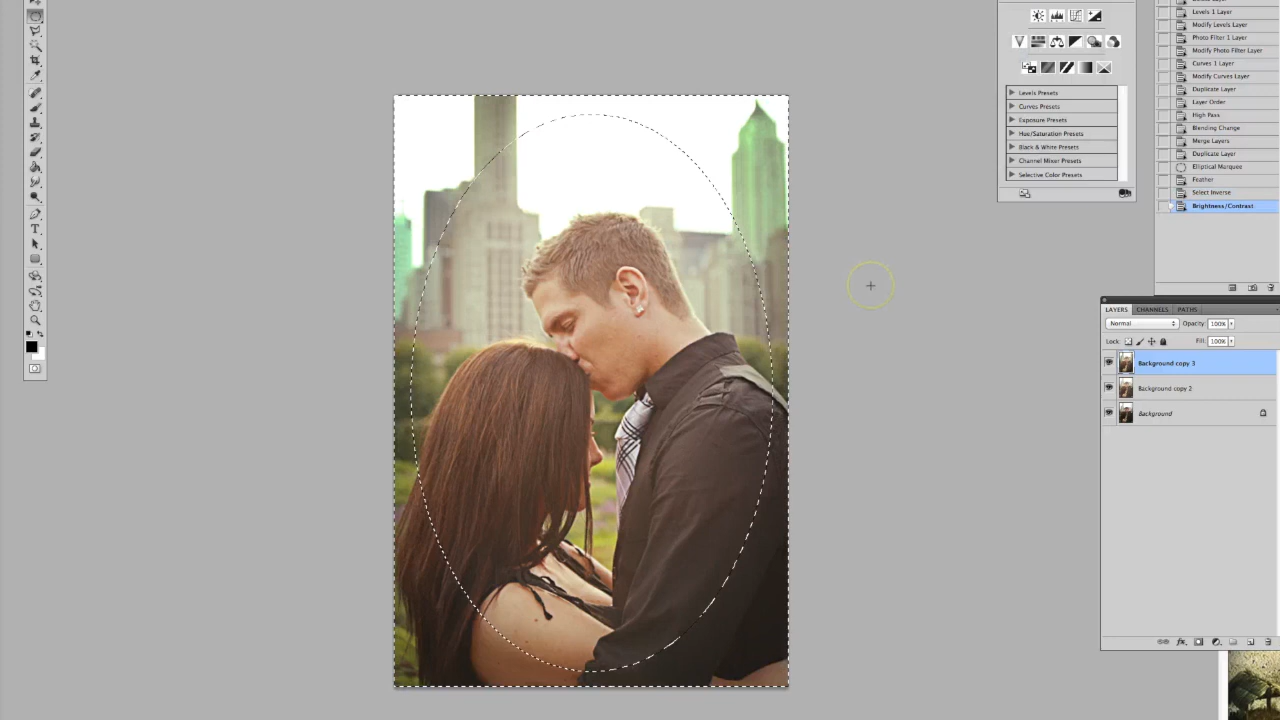 Levels 1 Layer
Modify Levels Layer
Photo Filter 1 Layer
Modify Photo Filter Layer
Curves 1 Layer
Modify Curves Layer
Duplicate Layer
Layer Order
High Pass
Blending Change
Merge Layers
Duplicate Layer
Elliptical Marquee
Feather
Select Inverse
Brightness/Contrast
Levels Presets
Curves Presets
Exposure Presets
Hue/Saturation Presets
Black & White Presets
Channel Mixer Presets
Selective Color Presets
LAYERS CHANNELS PATHS
Normal Opacity: 100%
Lock: Fill: 100%
Background copy 3
Background copy 2
Background